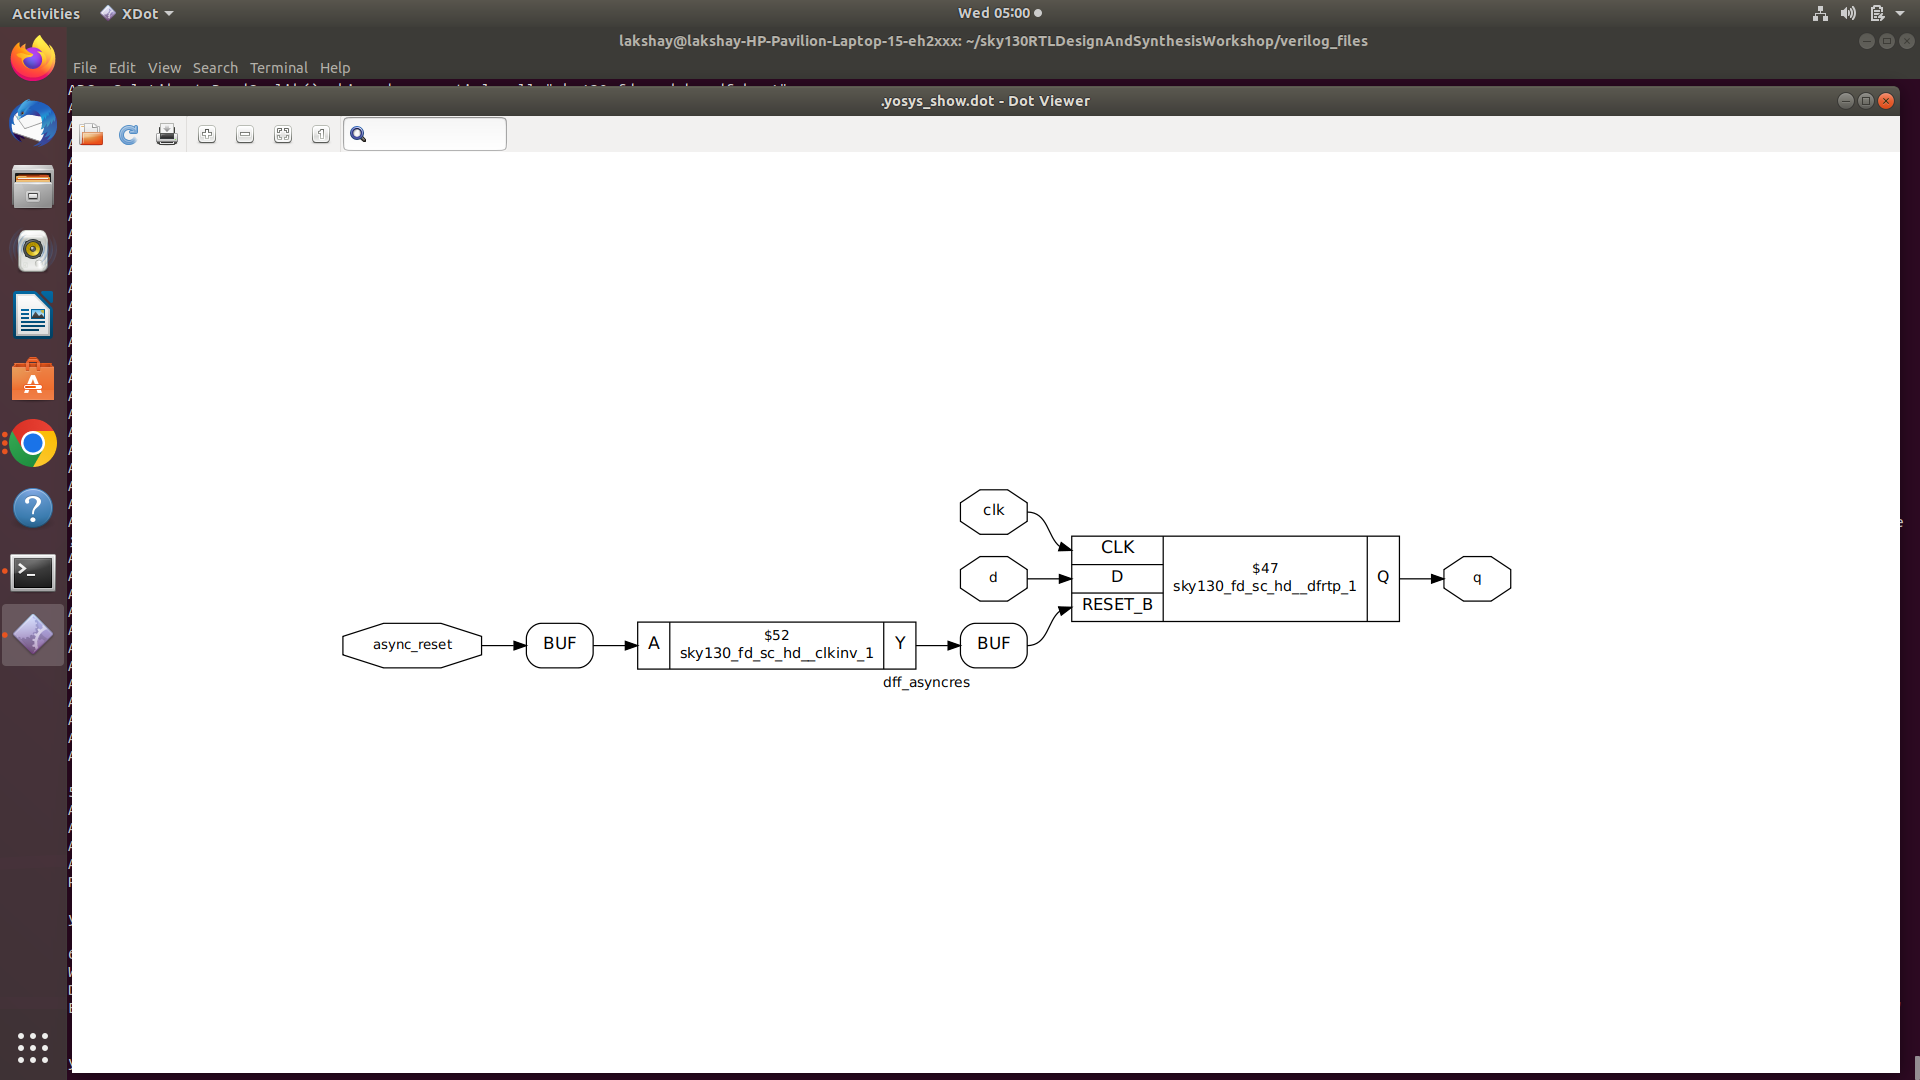 Activities
XDot
Wed 05:00
lakshay@lakshay-HP-Pavilion-Laptop-15-eh2xxx: ~/sky130RTLDesignAndSynthesisWorkshop/verilog_files
File Edit View Search Terminal Help
.yosys_show.dot - Dot Viewer
clk
CLK
d
D
$47
sky130_fd_sc_hd__dfrtp_1
Q
q
RESET_B
async_reset
BUF
A
$52
sky130_fd_sc_hd__clkinv_1
Y
BUF
dff_asyncres